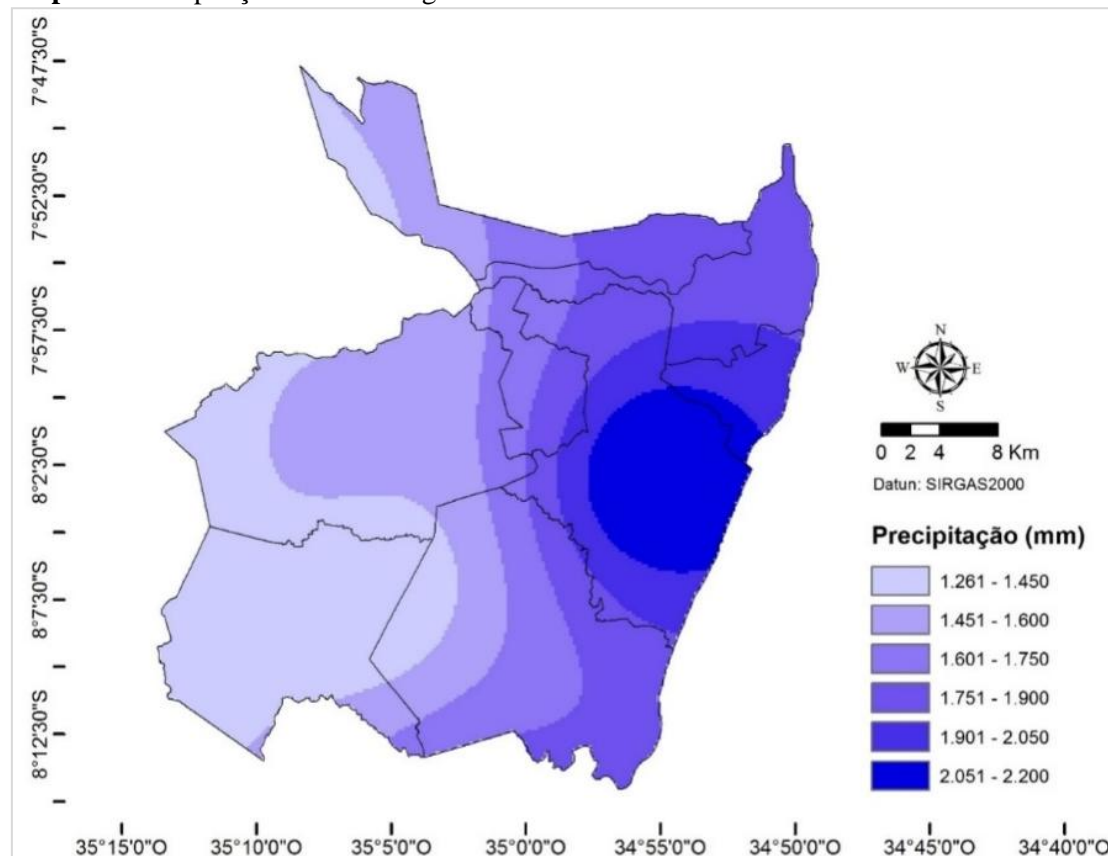 7°47'30"S
7°52'30"S
7°57'30"S
8°2'30"S
8°7'30"S
8°12'30"S
N
W E
S
0 2 4 8 Km
Datun: SIRGAS2000
Precipitação (mm)
1.261 - 1.450
1.451 - 1.600
1.601 - 1.750
1.751 - 1.900
1.901 - 2.050
2.051 - 2.200
35°15'0"O 35°10'0"O 35°5'0"O 35°0'0"O 34°55'0"O 34°50'0"O 34°45'0"O 34°40'0"O